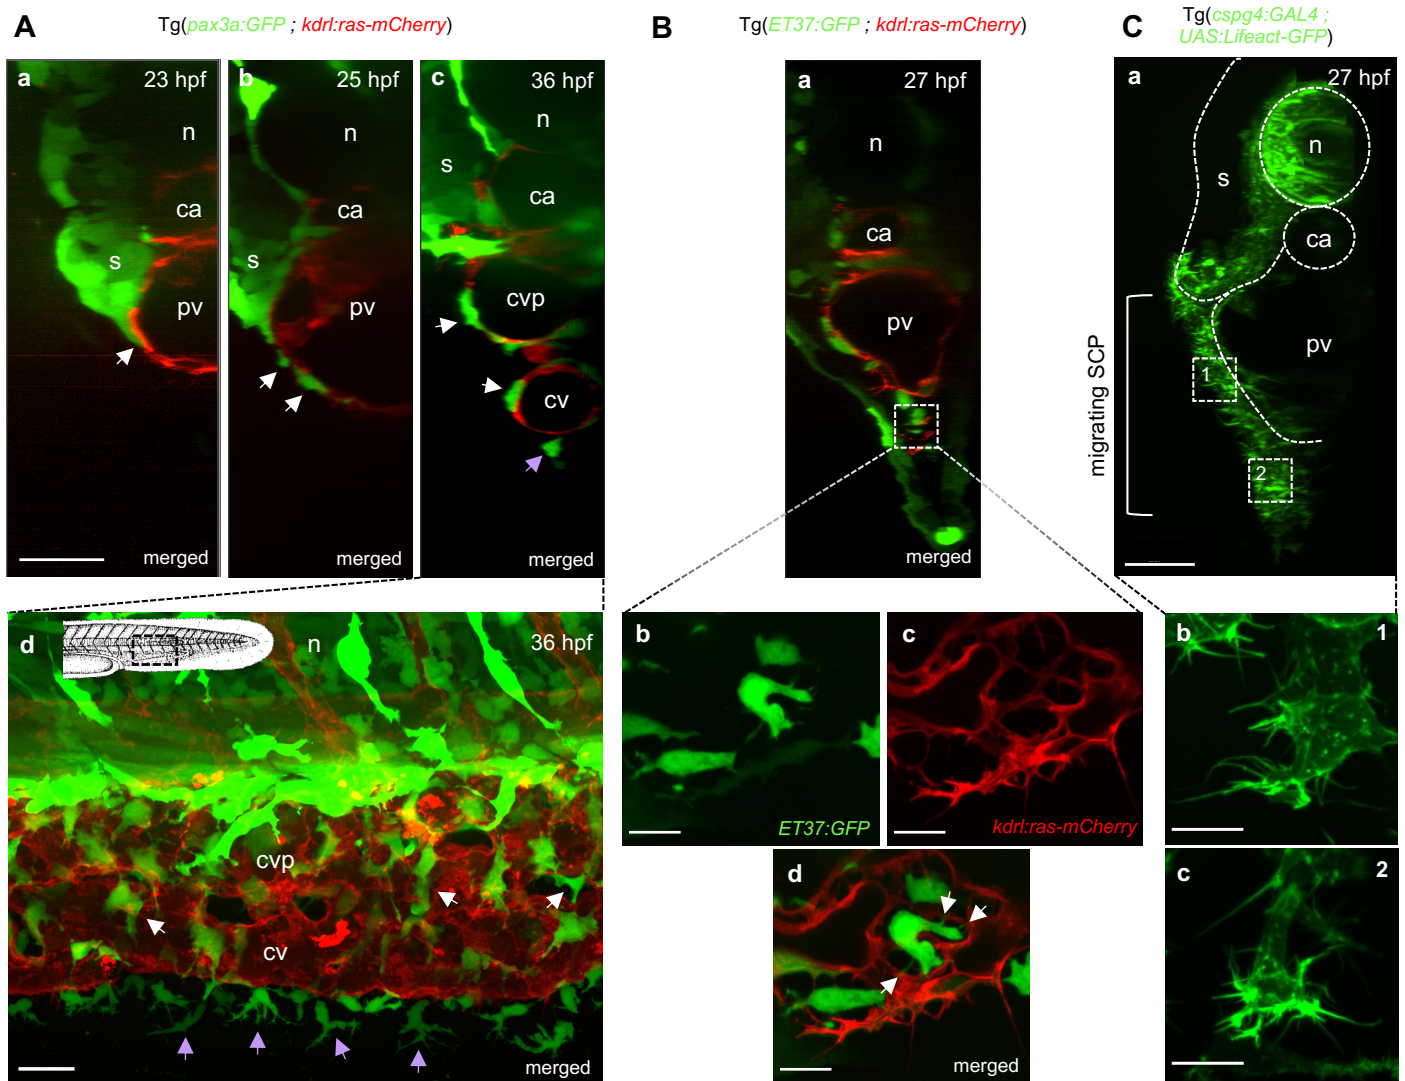 A
Tg(pax3a:GFP ; kdrl:ras-mCherry)
a
23 hpf
n
ca
s
pv
merged
b
25 hpf
n
ca
s
pv
merged
c
36 hpf
n
s
ca
cvp
cv
merged
d
n
36 hpf
cvp
cv
merged
B
Tg(ET37:GFP ; kdrl:ras-mCherry)
a
27 hpf
n
ca
pv
merged
b
ET37:GFP
c
kdrl:ras-mCherry
d
merged
C
Tg(cspg4:GAL4 ;
UAS:Lifeact-GFP)
a
27 hpf
n
s
ca
pv
migrating SCP
1
2
b
1
c
2